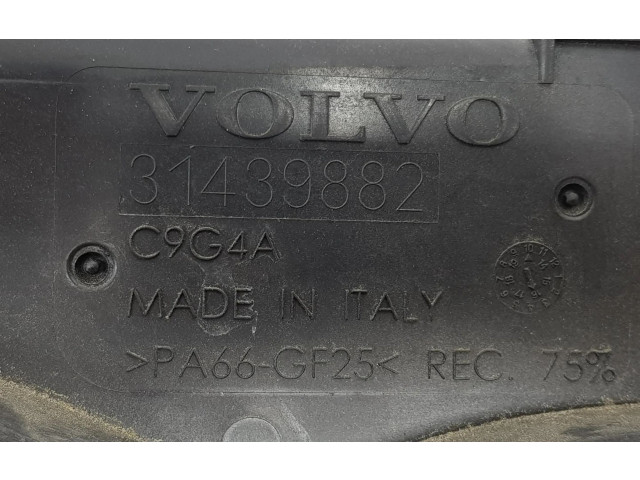 VOLVO
31439882
C9G4A
MADE IN ITALY
>PA66-GF25< REC. 75%